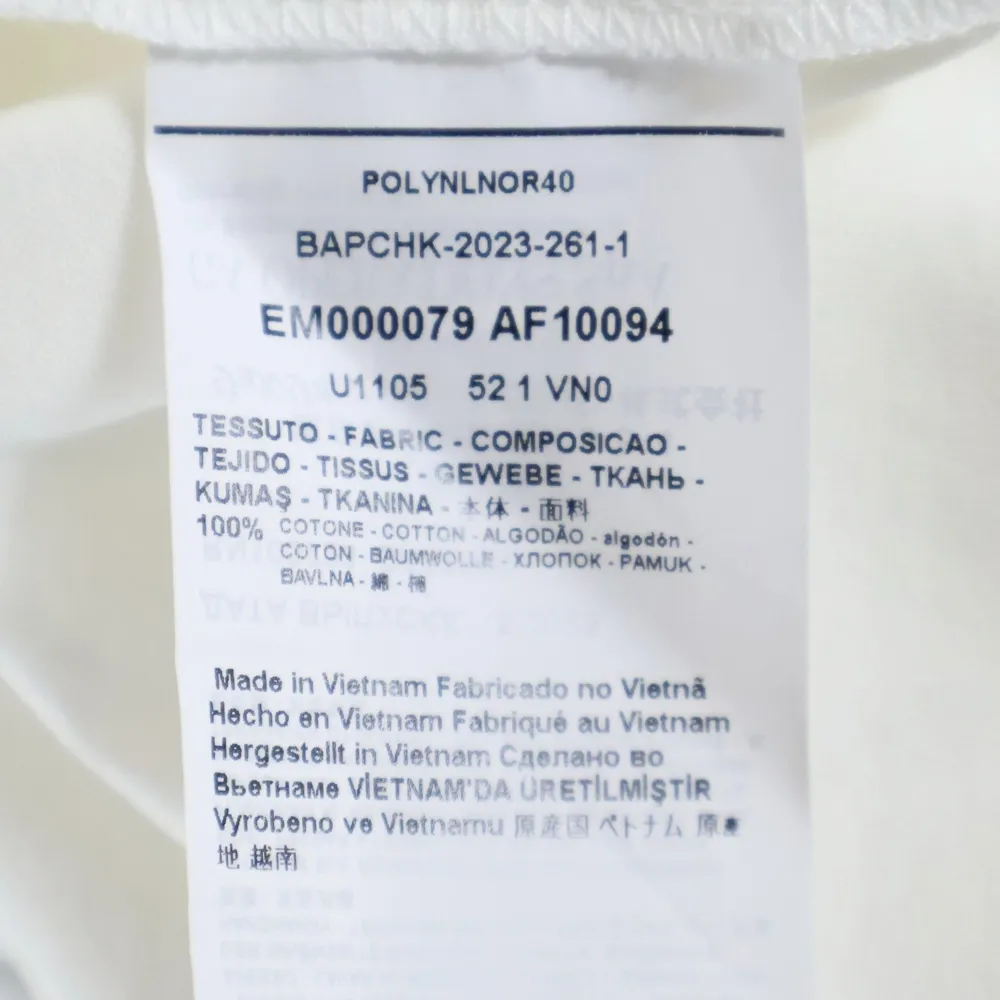 POLYNLNOR40
BAPCHK-2023-261-1
EM000079 AF10094
U1105 52 1 VN0
TESSUTO - FABRIC - COMPOSICAO -
TEJIDO - TISSUS - GEWEBE - ТКАНЬ -
KUMAŞ - TKANINA - 本体 - 面料
100% COTONE - COTTON - ALGODÃO - algodón -
COTON - BAUMWOLLE - ХЛОПОК - PAMUK -
BAVLNA - 綿 - 棉
Made in Vietnam Fabricado no Vietnã
Hecho en Vietnam Fabriqué au Vietnam
Hergestellt in Vietnam Сделано во
Вьетнаме VİETNAM'DA ÜRETİLMİŞTİR
Vyrobeno ve Vietnamu 原産国 ベトナム 原産
地 越南